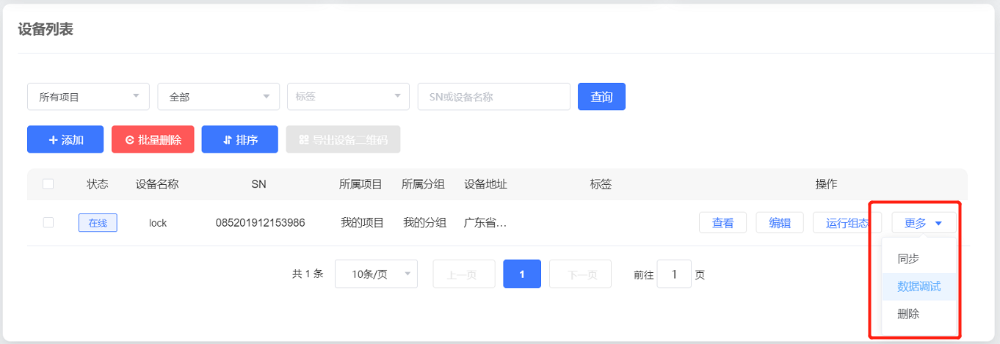 设备列表
所有项目 全部 标签 SN或设备名称 查询
添加 批量删除 排序 导出设备二维码
状态 设备名称 SN 所属项目 所属分组 设备地址 标签 操作
在线 lock 085201912153986 我的项目 我的分组 广东省... 查看 编辑 运行组态 更多
同步
数据调试
删除
共 1 条 10条/页 上一页 1 下一页 前往 1 页